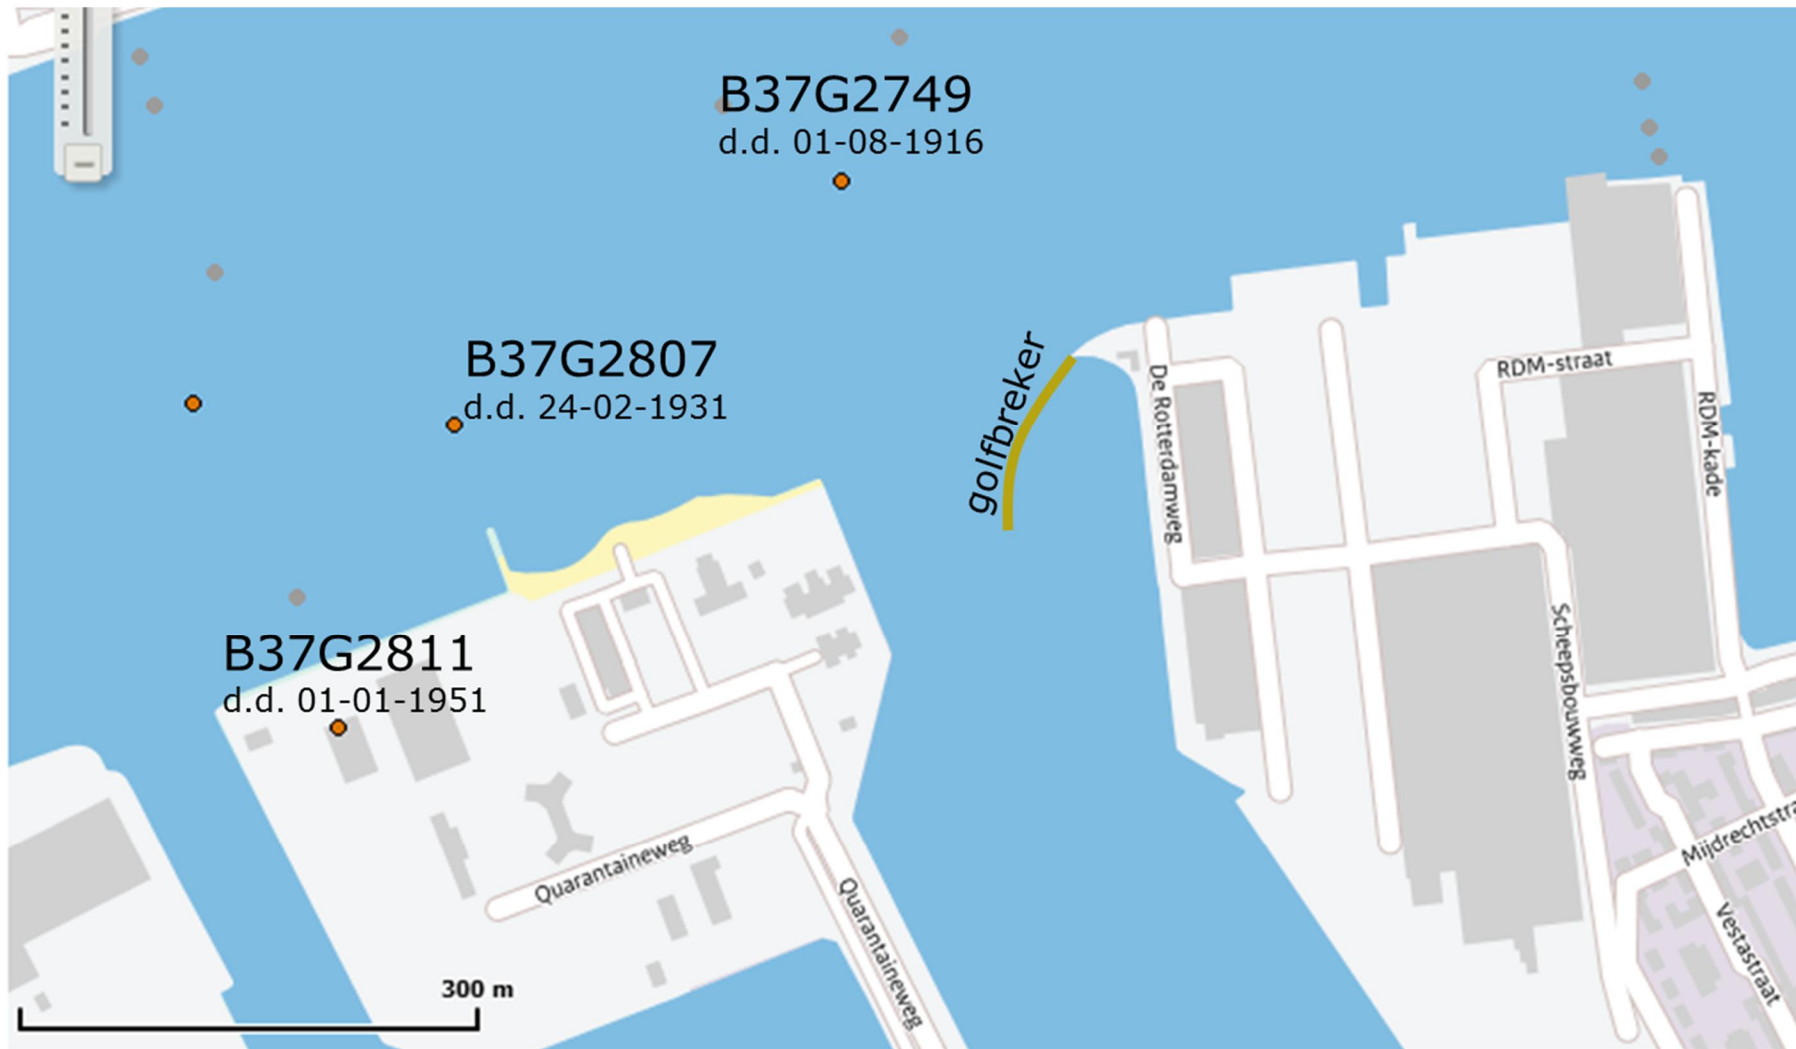 B37G2749
d.d. 01-08-1916
B37G2807
d.d. 24-02-1931
golfbreker
De Rotterdamweg
RDM-straat
RDM-kade
B37G2811
d.d. 01-01-1951
Scheepsbouwweg
Quarantaineweg
Quarantaineweg
Mijdrechtstra
Vestastraat
300 m